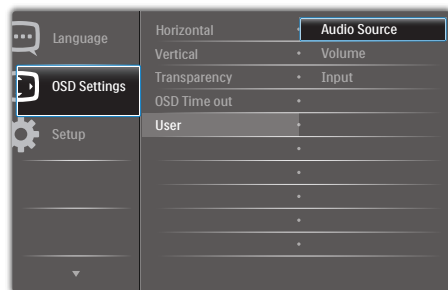 Language
OSD Settings
Setup
Horizontal
Vertical
Transparency
OSD Time out
User
Audio Source
Volume
Input